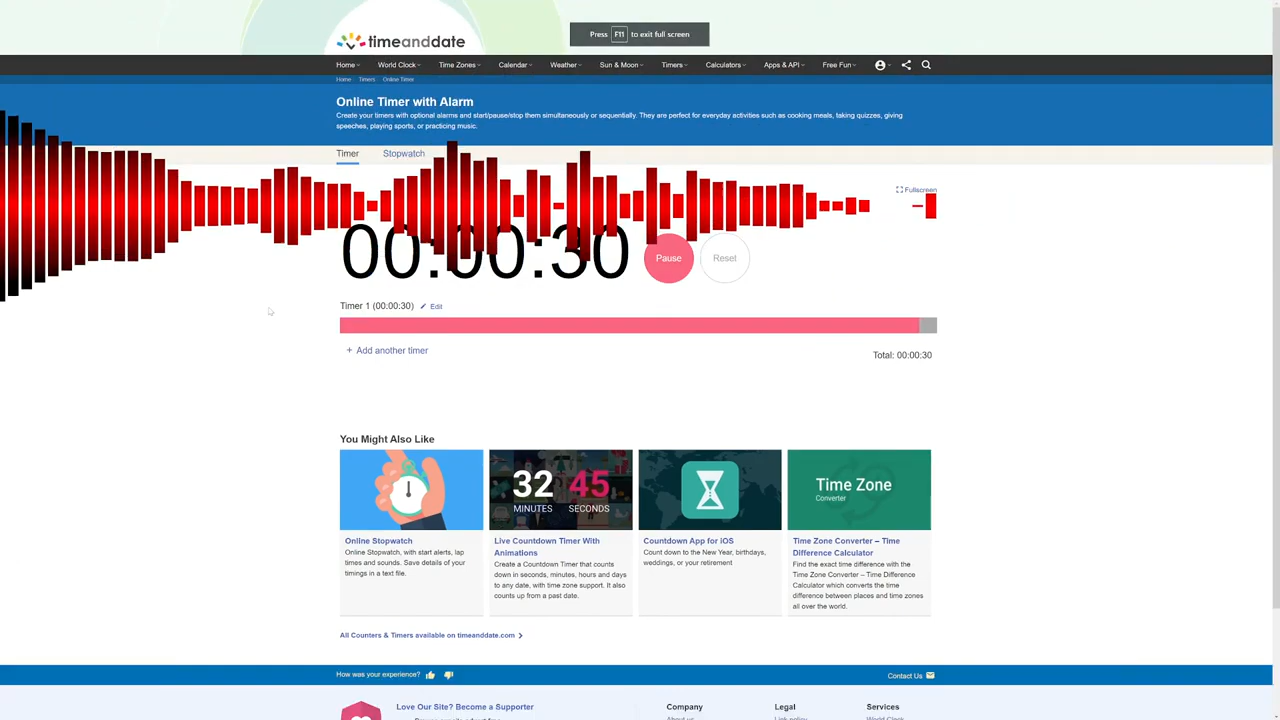 Press F11 to exit full screen
timeanddate
Home World Clock Time Zones Calendar Weather Sun & Moon Timers Calculators Apps & API Free Fun
Home Timers Online Timer
Online Timer with Alarm
Create your timers with optional alarms and start/pause/stop them simultaneously or sequentially. They are perfect for everyday activities such as cooking meals, taking quizzes, giving
speeches, playing sports, or practicing music.
Timer Stopwatch
Fullscreen
00:00:30 Pause Reset
Timer 1 (00:00:30) Edit
+ Add another timer
Total: 00:00:30
You Might Also Like
32 45
MINUTES SECONDS
Time Zone
Converter
Online Stopwatch
Online Stopwatch, with start alerts, lap
times and sounds. Save details of your
timings in a text file.
Live Countdown Timer With
Animations
Create a Countdown Timer that counts
down in seconds, minutes, hours and days
to any date, with time zone support. It also
counts up from a past date.
Countdown App for iOS
Count down to the New Year, birthdays,
weddings, or your retirement
Time Zone Converter – Time
Difference Calculator
Find the exact time difference with the
Time Zone Converter – Time Difference
Calculator which converts the time
difference between places and time zones
all over the world.
All Counters & Timers available on timeanddate.com
How was your experience?
Contact Us
Love Our Site? Become a Supporter
Company
Legal
Services
About us
Link policy
World Clock